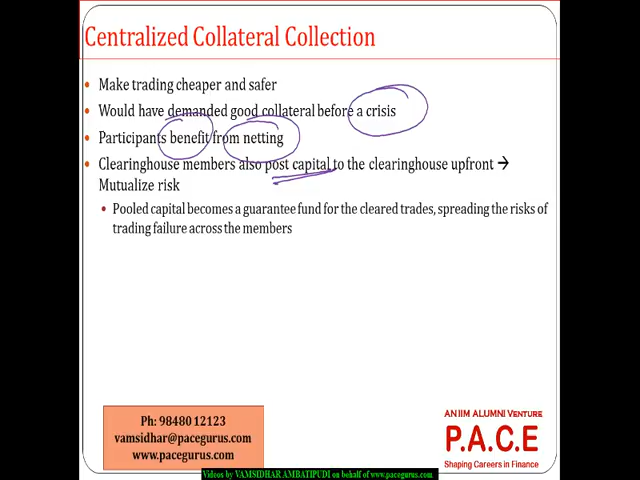 Centralized Collateral Collection
• Make trading cheaper and safer
• Would have demanded good collateral before a crisis
• Participants benefit from netting
• Clearinghouse members also post capital to the clearinghouse upfront →
Mutualize risk
• Pooled capital becomes a guarantee fund for the cleared trades, spreading the risks of
trading failure across the members
Ph: 98480 12123
vamsidhar@pacegurus.com
www.pacegurus.com
AN IIM ALUMNI VENTURE
P.A.C.E
Shaping Careers in Finance
Videos by VAMSIDHAR AMBATIPUDI on behalf of www.pacegurus.com